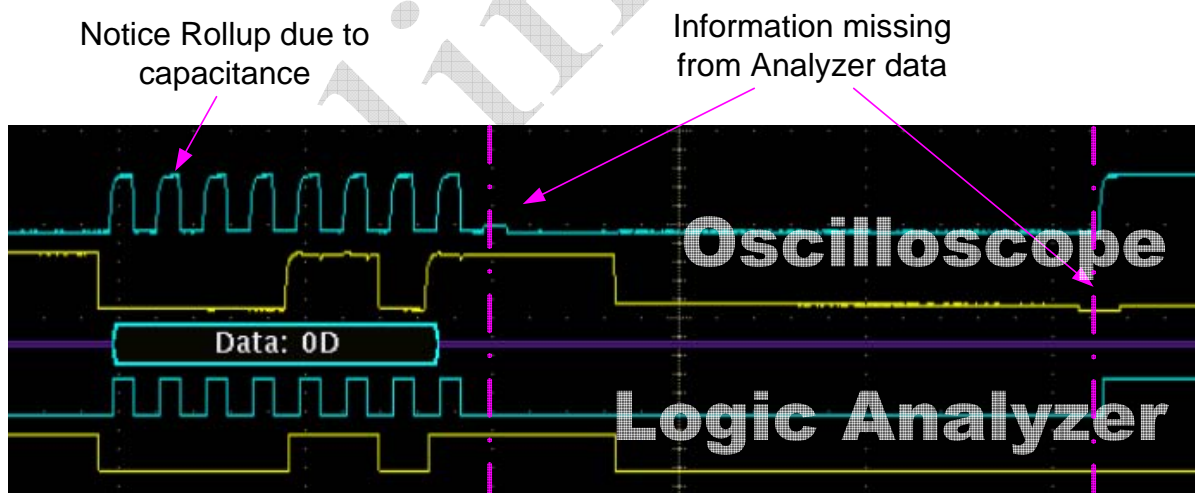 Notice Rollup due to
capacitance
Information missing
from Analyzer data
Oscilloscope
Data: 0D
Logic Analyzer